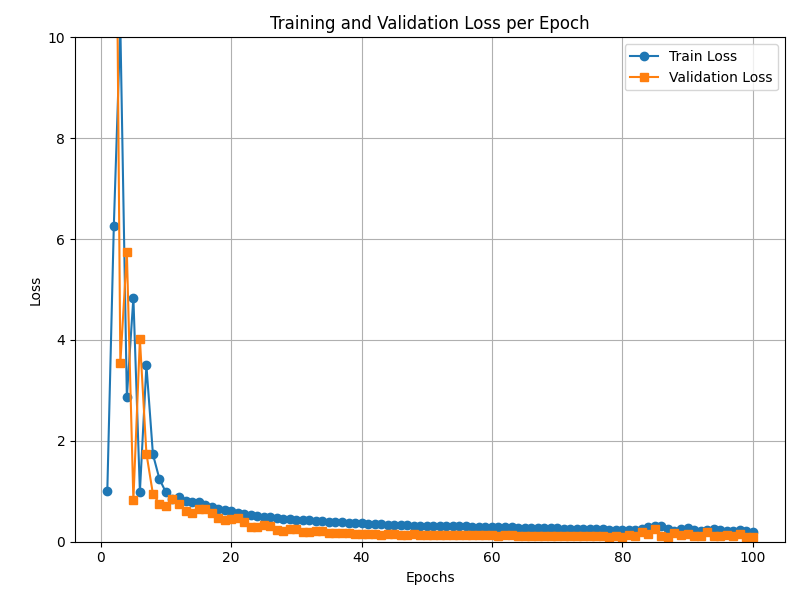 Training and Validation Loss per Epoch
Train Loss
Validation Loss
Loss
10
8
6
4
2
0
0 20 40 60 80 100
Epochs